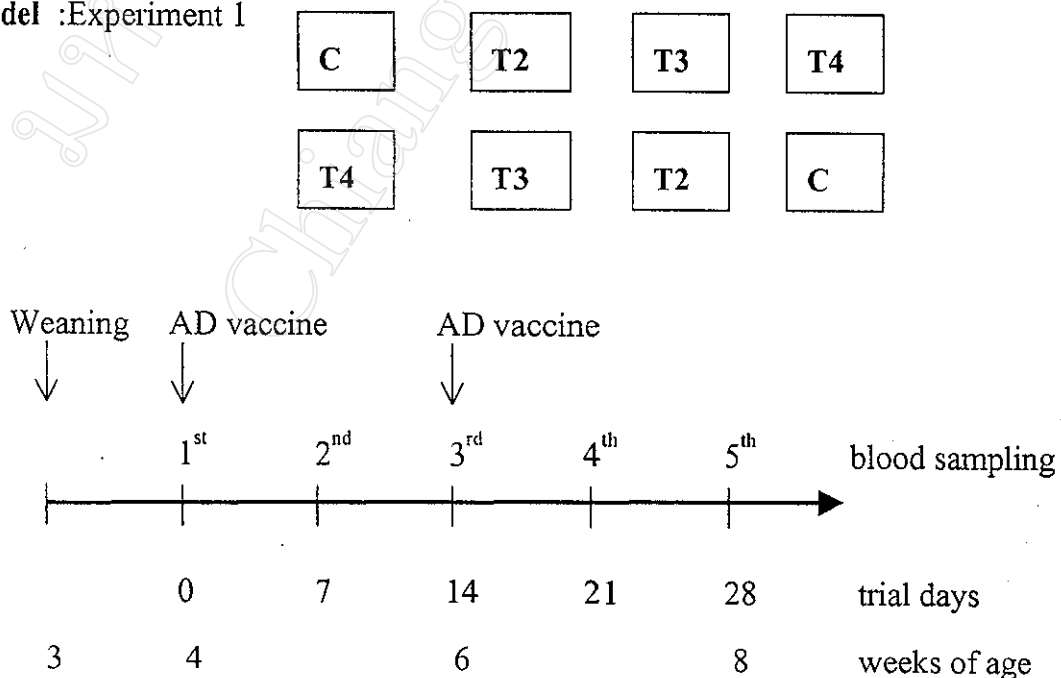 del :Experiment 1
C T2 T3 T4
T4 T3 T2 C
Weaning AD vaccine AD vaccine
1st 2nd 3rd 4th 5th blood sampling
0 7 14 21 28 trial days
3 4 6 8 weeks of age
Chiang